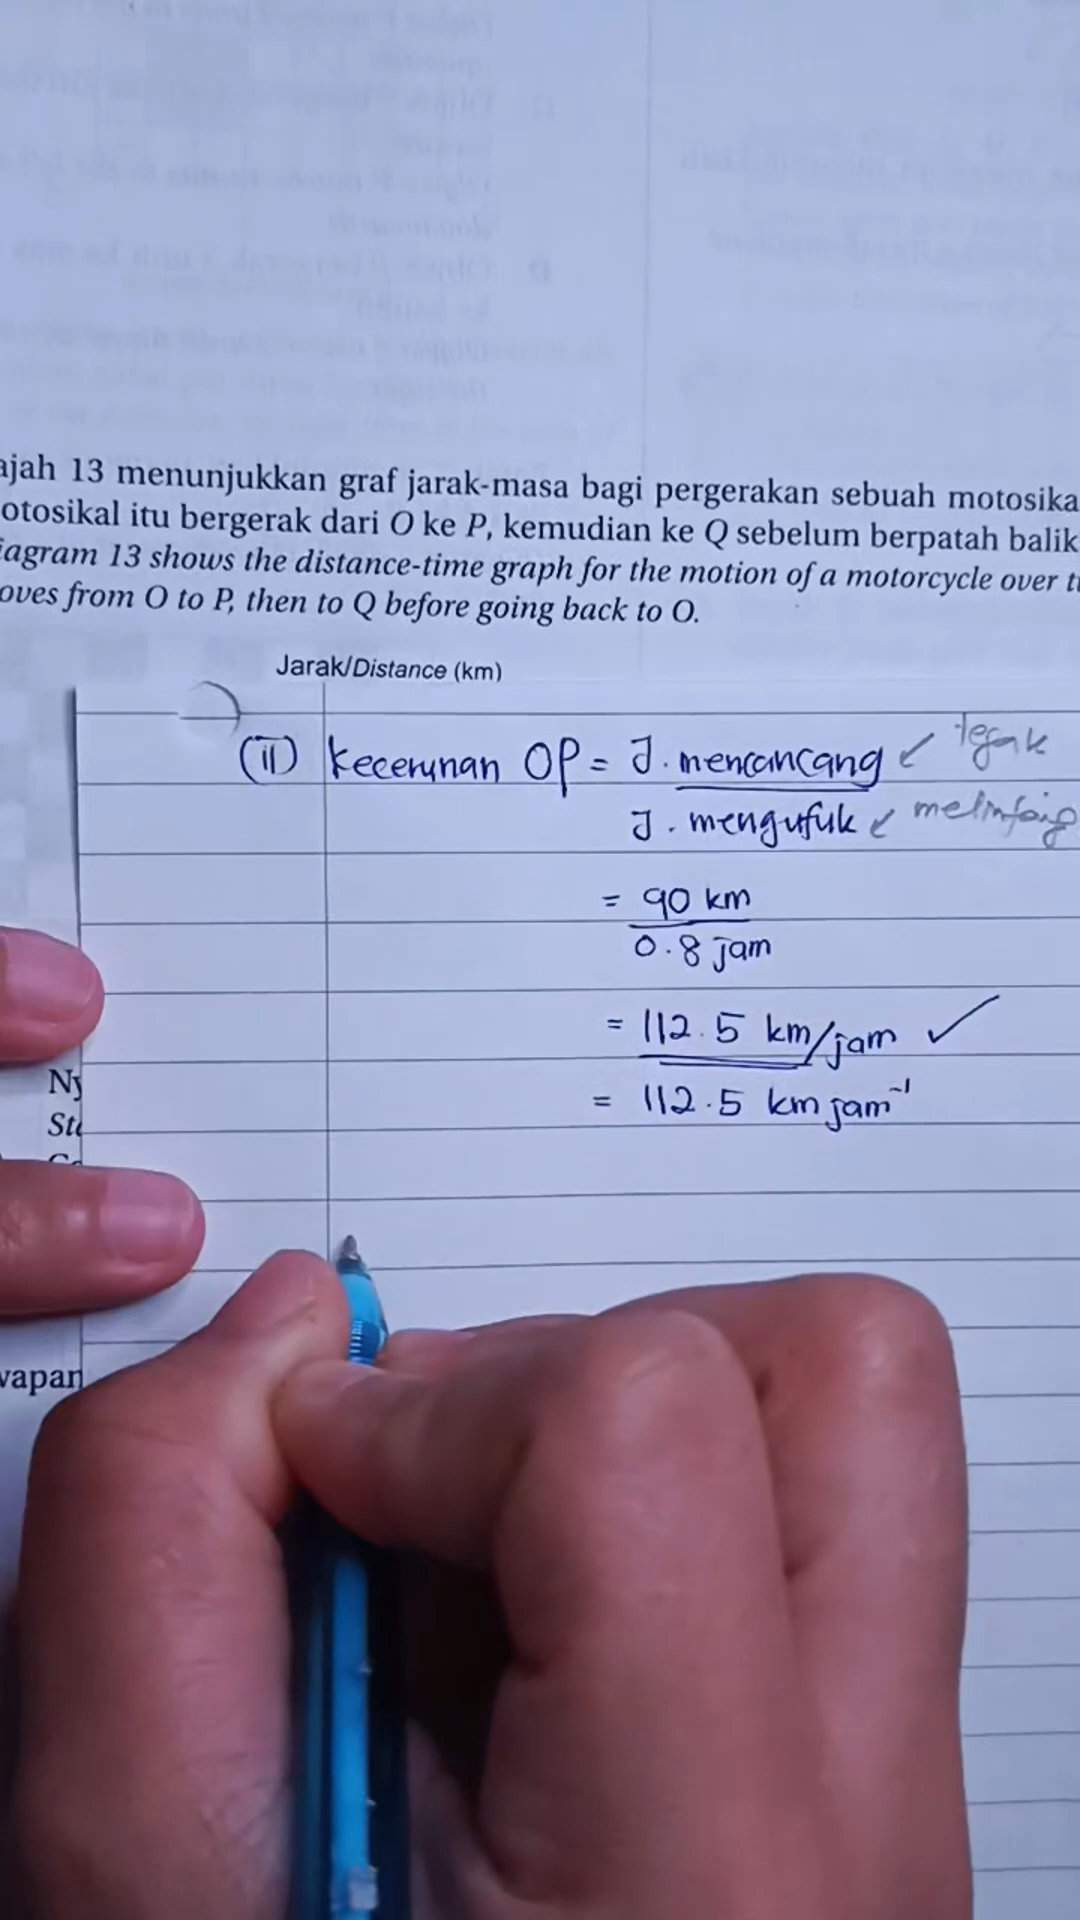 ajah 13 menunjukkan graf jarak-masa bagi pergerakan sebuah motosika
otosikal itu bergerak dari O ke P, kemudian ke Q sebelum berpatah balik
iagram 13 shows the distance-time graph for the motion of a motorcycle over t
oves from O to P, then to Q before going back to O.
Jarak/Distance (km)
(ii) Kecerunan OP = J. mencancang ↙ tegak
J. mengufuk ↙ melintang
= 90 km
0.8 jam
= 112.5 km/jam ✓
= 112.5 km jam⁻¹
Ny
Sta
wapan